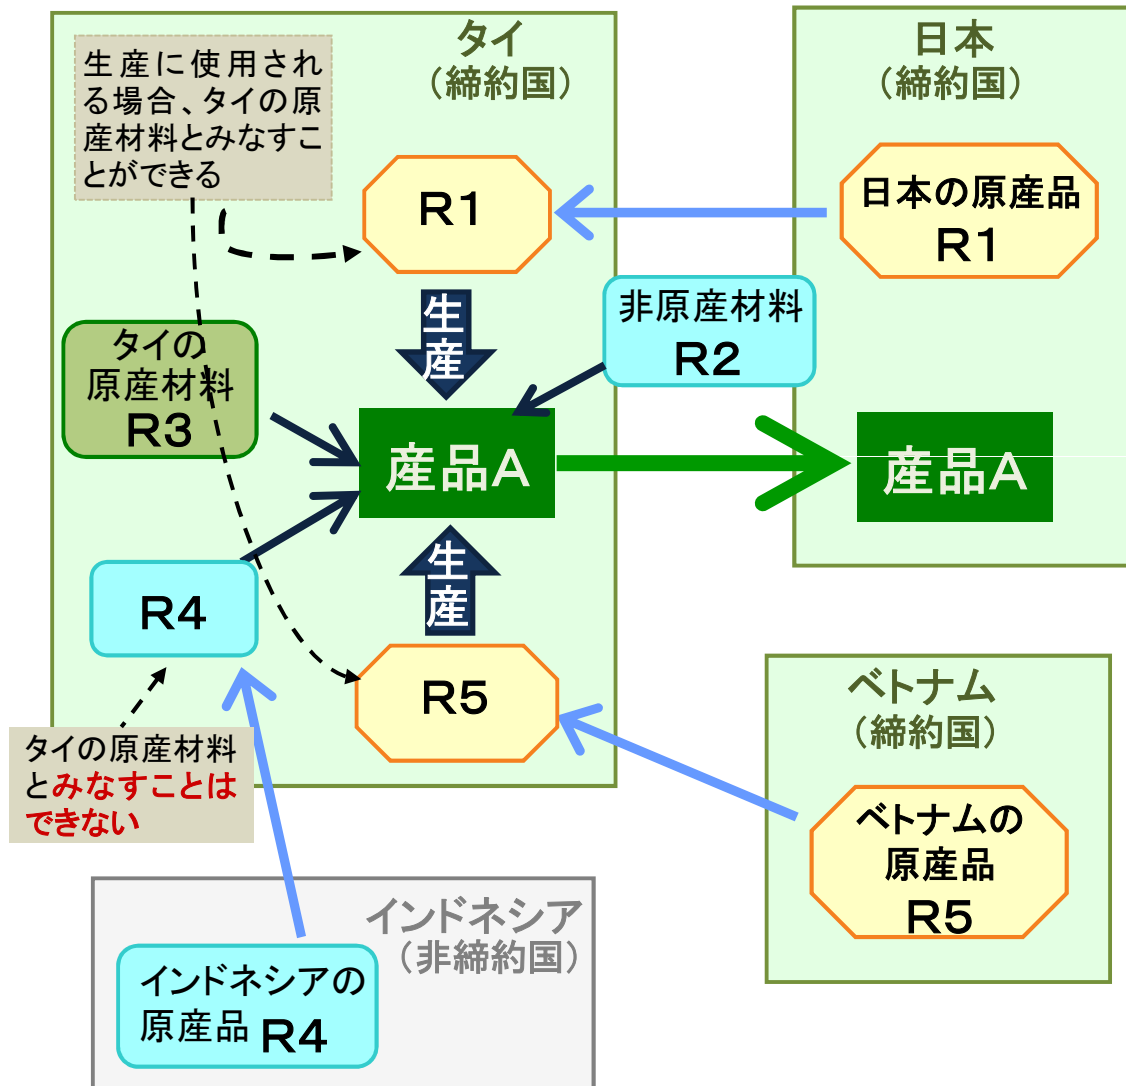 タイ
（締約国）
生産に使用され
る場合、タイの原
産材料とみなすこ
とができる
R1
生
産
タイの
原産材料
R3
非原産材料
R2
産品A
R4
生
産
R5
タイの原産材料
とみなすことは
できない
日本
（締約国）
日本の原産品
R1
産品A
ベトナム
（締約国）
ベトナムの
原産品
R5
インドネシア
（非締約国）
インドネシアの
原産品 R4